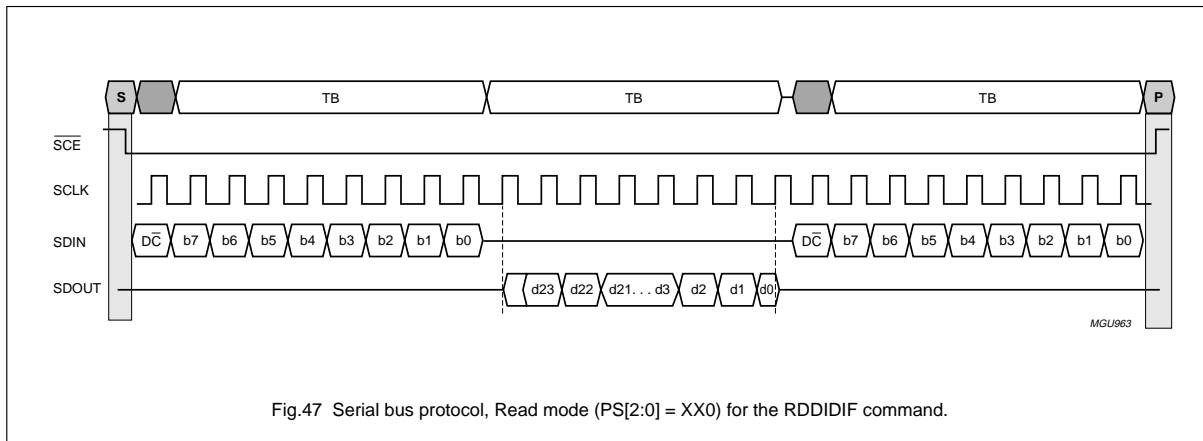 S TB TB TB P
SCE
SCLK
SDIN DC b7 b6 b5 b4 b3 b2 b1 b0 DC b7 b6 b5 b4 b3 b2 b1 b0
SDOUT d23 d22 d21. . . d3 d2 d1 d0
MGU963
Fig.47 Serial bus protocol, Read mode (PS[2:0] = XX0) for the RDDIDIF command.